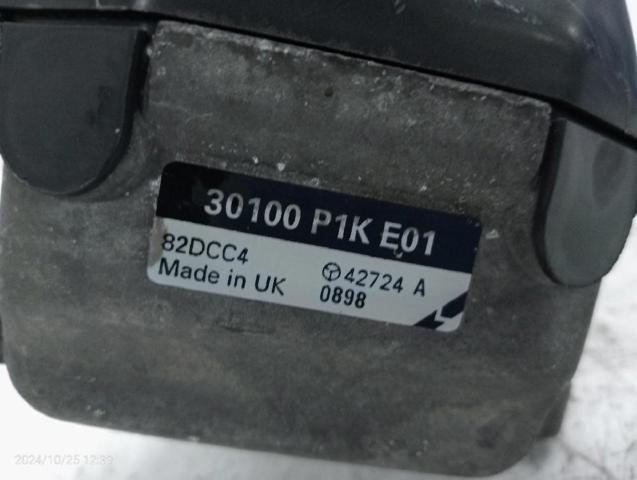 30100 P1K E01
82DCC4
Made in UK
42724 A
0898
2024/10/25 12:39